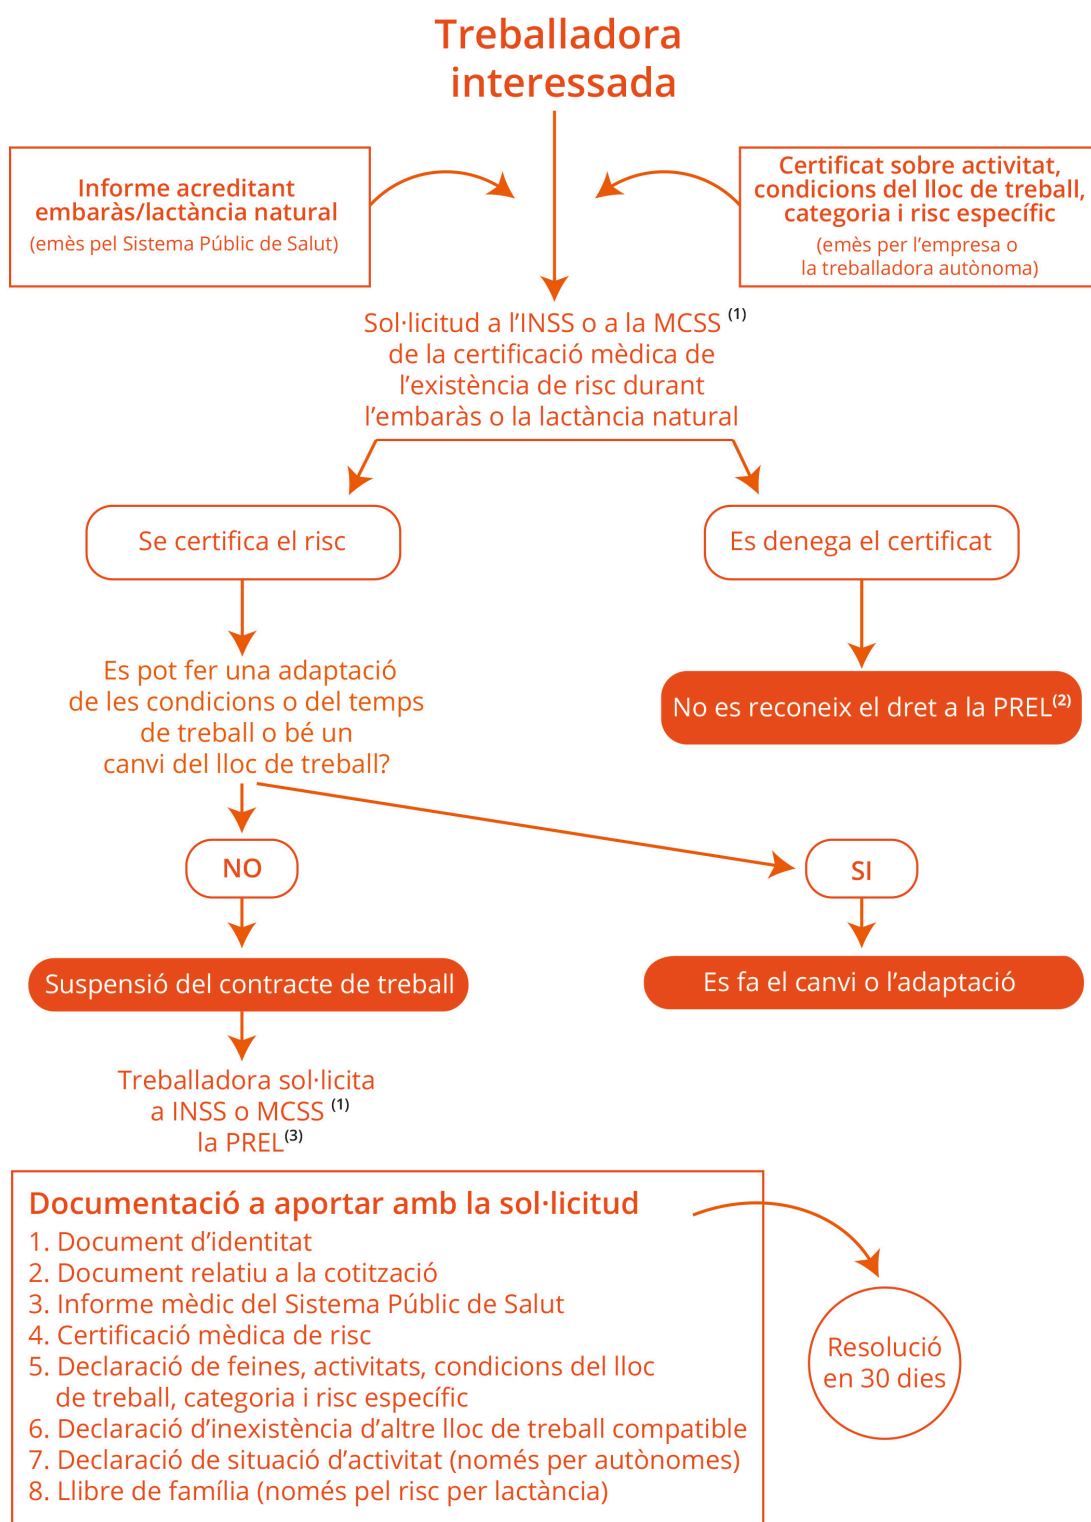 Treballadora
interessada
Informe acreditant
embaràs/lactància natural
(emès pel Sistema Públic de Salut)
Certificat sobre activitat,
condicions del lloc de treball,
categoria i risc específic
(emès per l’empresa o
la treballadora autònoma)
Sol·licitud a l’INSS o a la MCSS (1)
de la certificació mèdica de
l’existència de risc durant
l’embaràs o la lactància natural
Se certifica el risc
Es denega el certificat
Es pot fer una adaptació
de les condicions o del temps
de treball o bé un
canvi del lloc de treball?
No es reconeix el dret a la PREL(2)
NO
SI
Suspensió del contracte de treball
Es fa el canvi o l’adaptació
Treballadora sol·licita
a INSS o MCSS (1)
la PREL(3)
Documentació a aportar amb la sol·licitud
1. Document d’identitat
2. Document relatiu a la cotització
3. Informe mèdic del Sistema Públic de Salut
4. Certificació mèdica de risc
5. Declaració de feines, activitats, condicions del lloc
de treball, categoria i risc específic
6. Declaració d’inexistència d’altre lloc de treball compatible
7. Declaració de situació d’activitat (només per autònomes)
8. Llibre de família (només pel risc per lactància)
Resolució
en 30 dies